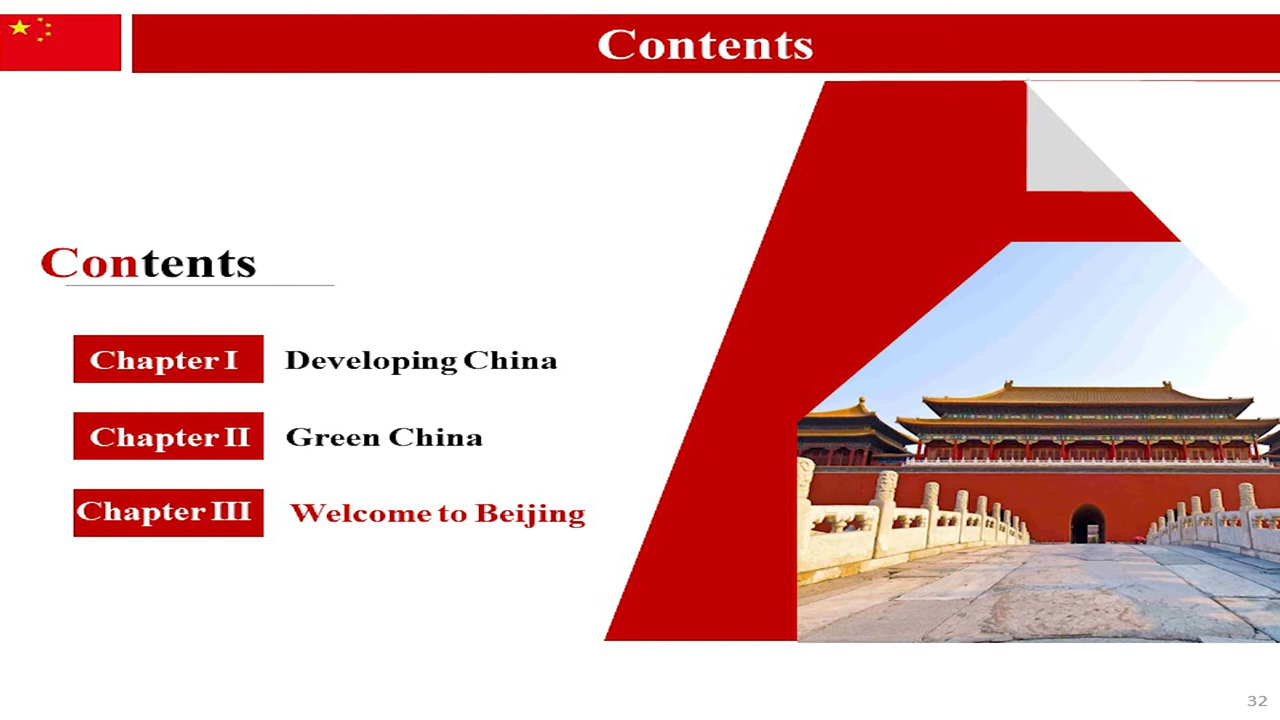 Contents
Contents
Chapter I Developing China
Chapter II Green China
Chapter III Welcome to Beijing
32